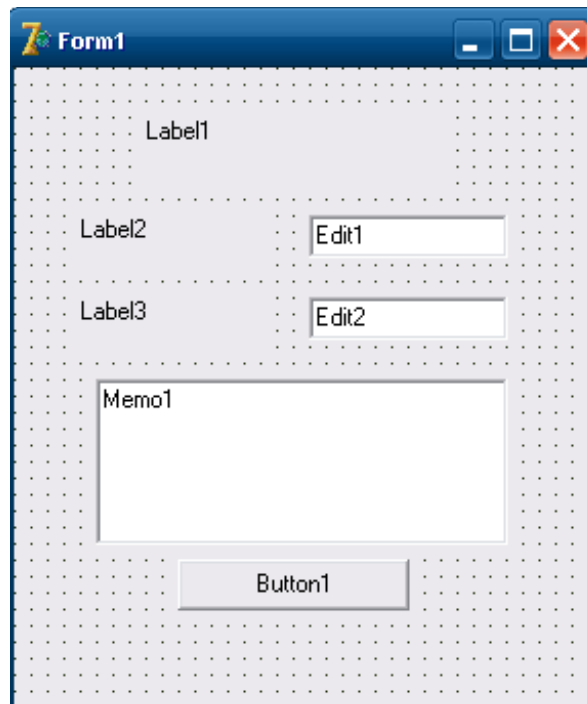 Form1
Label1
Label2
Edit1
Label3
Edit2
Memo1
Button1